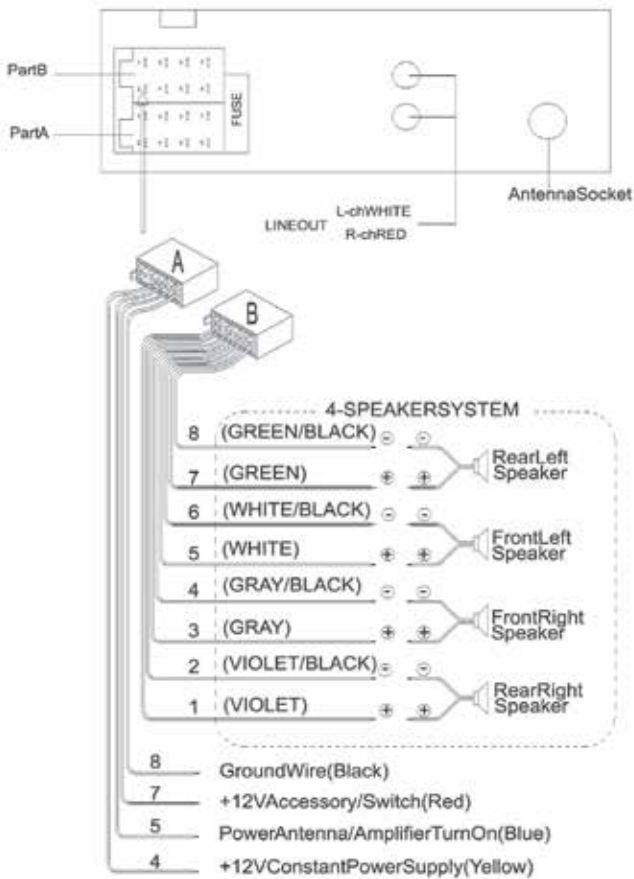 PartB
PartA
FUSE
AntennaSocket
LINEOUT
L-chWHITE
R-chRED
A
B
4-SPEAKERSYSTEM
8 (GREEN/BLACK)
7 (GREEN)
RearLeft
Speaker
6 (WHITE/BLACK)
5 (WHITE)
FrontLeft
Speaker
4 (GRAY/BLACK)
3 (GRAY)
FrontRight
Speaker
2 (VIOLET/BLACK)
1 (VIOLET)
RearRight
Speaker
8 GroundWire(Black)
7 +12VAccessory/Switch(Red)
5 PowerAntenna/AmplifierTurnOn(Blue)
4 +12VConstantPowerSupply(Yellow)